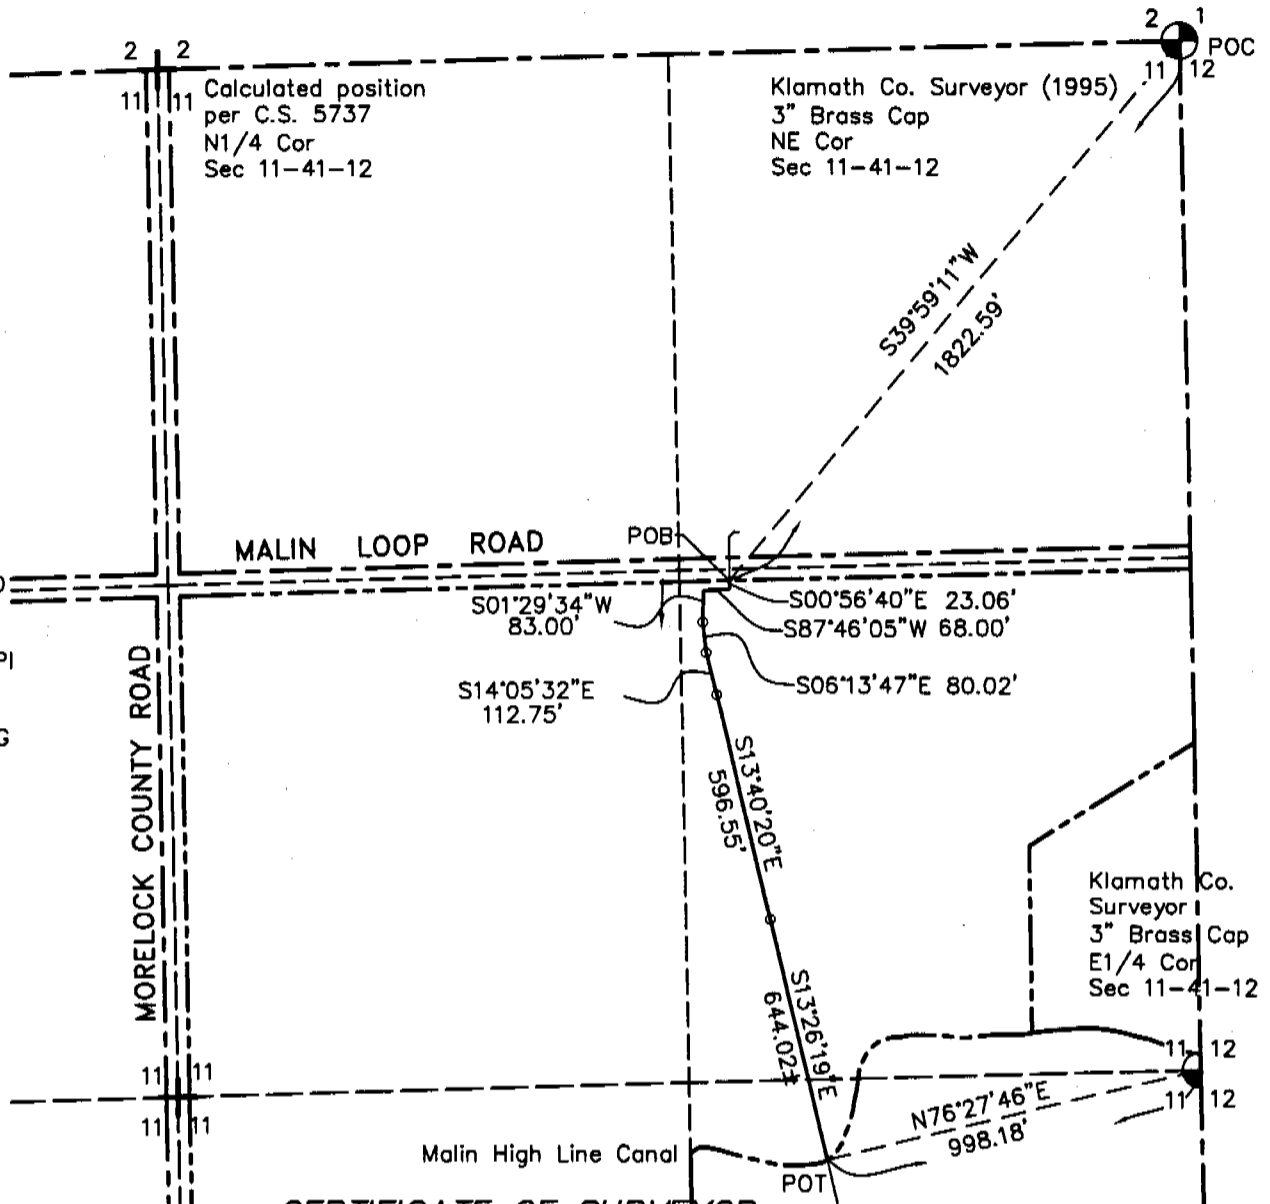 2 2
2 1
POC
11 11
11 12
Calculated position
per C.S. 5737
N1/4 Cor
Sec 11-41-12
Klamath Co. Surveyor (1995)
3" Brass Cap
NE Cor
Sec 11-41-12
S39°59'11"W
1822.59'
MALIN LOOP ROAD
POB
S01°29'34"W
83.00'
S00°56'40"E 23.06'
S87°46'05"W 68.00'
S06°13'47"E 80.02'
S14°05'32"E
112.75'
PI
G
MORELOCK COUNTY ROAD
S13°40'20"E
596.55'
Klamath Co.
Surveyor
3" Brass Cap
E1/4 Cor
Sec 11-41-12
S13°26'19"E
644.02'±
11 12
11 12
11 11
11 11
N76°27'46"E
998.18'
Malin High Line Canal
POT
CERTIFICATE OF SURVEYOR